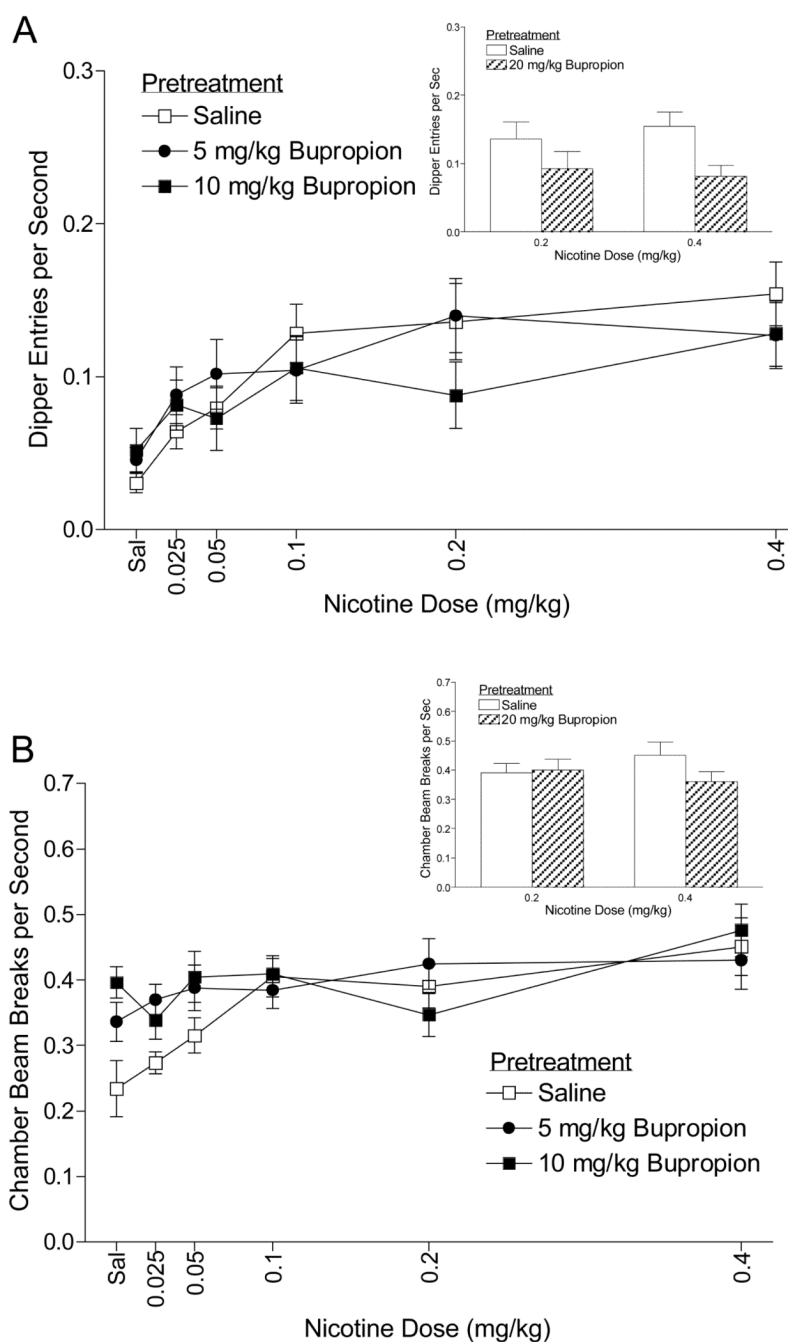 A
Pretreatment
Saline
5 mg/kg Bupropion
10 mg/kg Bupropion
Dipper Entries per Second
0.3
0.2
0.1
0.0
Sal
0.025
0.05
0.1
0.2
0.4
Nicotine Dose (mg/kg)
Pretreatment
Saline
20 mg/kg Bupropion
Dipper Entries per Sec
0.3
0.2
0.1
0.0
0.2
0.4
Nicotine Dose (mg/kg)
B
Chamber Beam Breaks per Second
0.7
0.6
0.5
0.4
0.3
0.2
0.1
0.0
Sal
0.025
0.05
0.1
0.2
0.4
Nicotine Dose (mg/kg)
Pretreatment
Saline
5 mg/kg Bupropion
10 mg/kg Bupropion
Pretreatment
Saline
20 mg/kg Bupropion
Chamber Beam Breaks per Sec
0.7
0.6
0.5
0.4
0.3
0.2
0.1
0.0
0.2
0.4
Nicotine Dose (mg/kg)